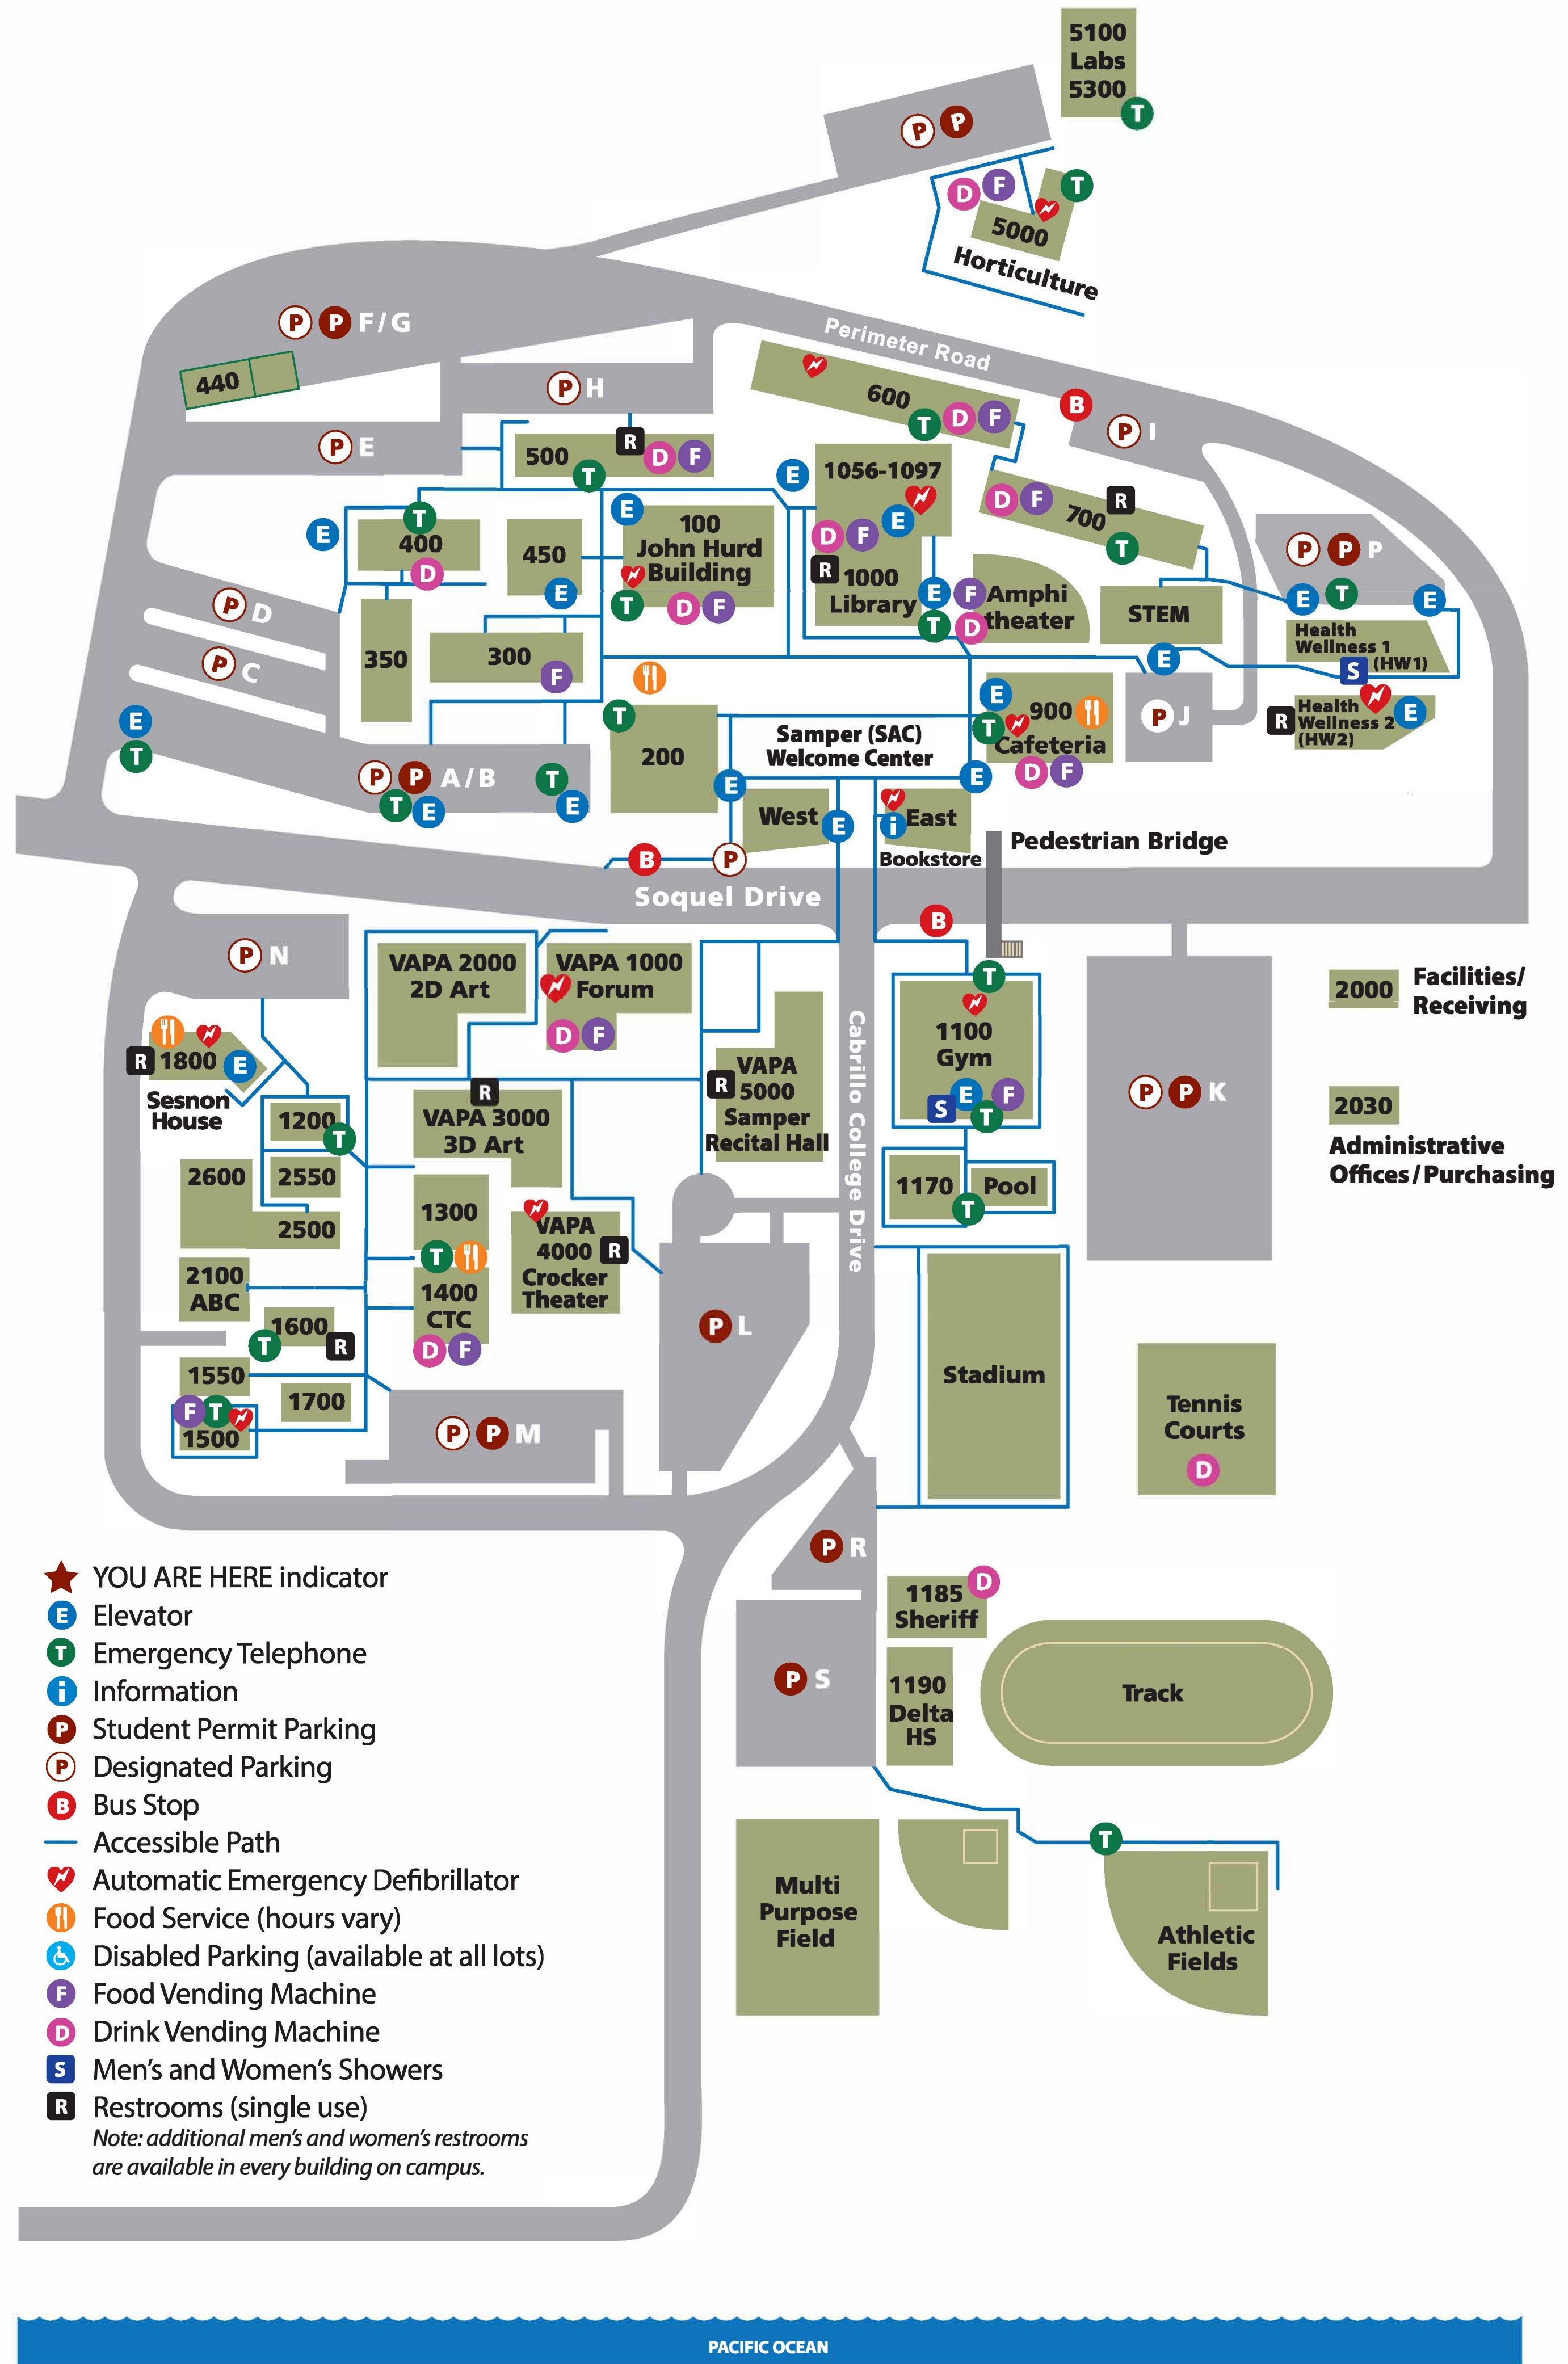 5100
Labs
5300
T
P P
D F T
5000
Horticulture
P P F/G
Perimeter Road
440
P H
600
T D F
B
P I
P E
500
R D F
T
E
1056-1097
E
D F
R
1000
Library
E
T
D F R
700
T
P P P
E T E
T
E
400
D
450
E
E
100
John Hurd
Building
T D F
F
D
Amphi
theater
STEM
E
Health
Wellness 1
(HW1)
S
P D
P C
350
300
F
E
T
T
200
Samper (SAC)
Welcome Center
E
T
900
Cafeteria
D F
P J
R
Health
Wellness 2
(HW2)
E
P P A/B
T E
T
E
E
West
E
i
East
E
Bookstore
Pedestrian Bridge
B P
Soquel Drive
B
P N
VAPA 2000
2D Art
VAPA 1000
Forum
D F
T
1100
Gym
E F
S T
Cabrillo College Drive
2000
Facilities/
Receiving
R 1800 E
Sesnon
House
R
VAPA 3000
3D Art
R
VAPA
5000
Samper
Recital Hall
P P K
2030
Administrative
Offices/Purchasing
1200
T
2600
2550
2500
1300
T
1400
CTC
D F
VAPA
4000
Crocker
Theater
R
1170
Pool
T
2100
ABC
1600
T R
P L
1550
F T
1500
1700
P P M
Stadium
Tennis
Courts
D
P R
1185
Sheriff
D
P S
1190
Delta
HS
Track
T
Multi
Purpose
Field
Athletic
Fields
YOU ARE HERE indicator
E Elevator
T Emergency Telephone
i Information
P Student Permit Parking
P Designated Parking
B Bus Stop
Accessible Path
Automatic Emergency Defibrillator
Food Service (hours vary)
Disabled Parking (available at all lots)
F Food Vending Machine
D Drink Vending Machine
S Men's and Women's Showers
R Restrooms (single use)
Note: additional men's and women's restrooms
are available in every building on campus.
PACIFIC OCEAN